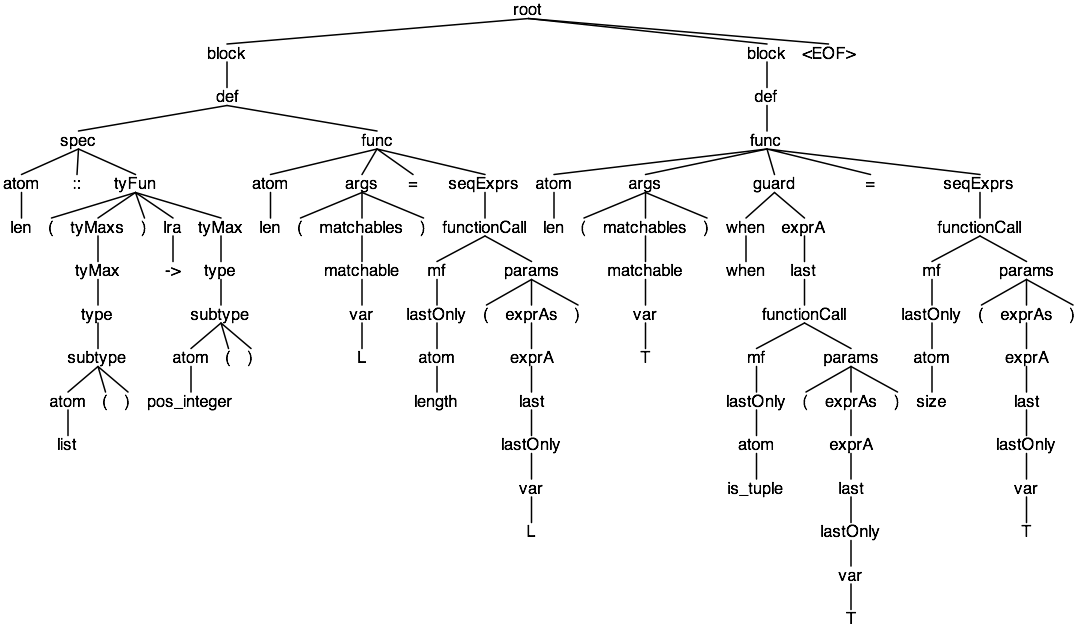 root
block block <EOF>
def def
spec func func
atom :: tyFun atom args = seqExprs atom args guard = seqExprs
len ( tyMaxs ) lra tyMax len ( matchables ) functionCall len ( matchables ) when exprA functionCall
tyMax -> type matchable mf params matchable when last mf params
type subtype var lastOnly ( exprAs ) var functionCall lastOnly ( exprAs )
subtype atom ( ) L atom exprA T mf params atom exprA
atom ( ) pos_integer length last lastOnly ( exprAs ) size last
list lastOnly atom exprA lastOnly
var is_tuple last var
L lastOnly T
var
T